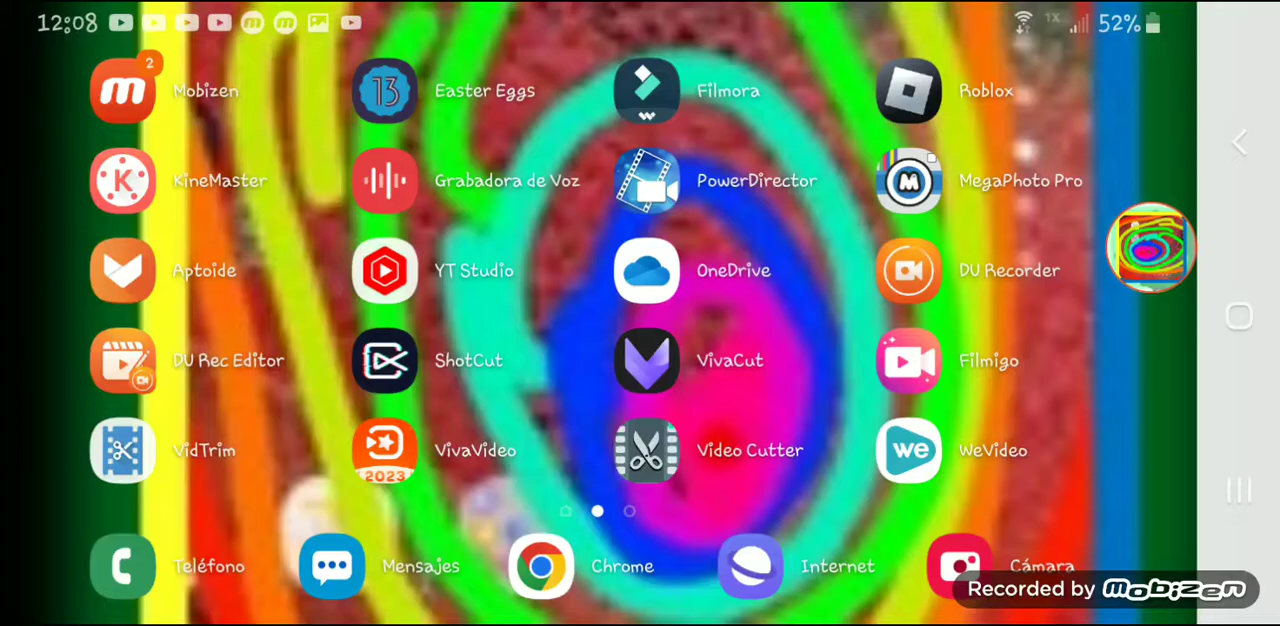 12:08 1X 52%
2
Mobizen Easter Eggs Filmora Roblox
13
KineMaster Grabadora de Voz PowerDirector MegaPhoto Pro
K M
Aptoide YT Studio OneDrive DU Recorder
DU Rec Editor ShotCut VivaCut Filmigo
VidTrim VivaVideo Video Cutter WeVideo
we
2023
Teléfono Mensajes Chrome Internet Cámara
Recorded by mobizen